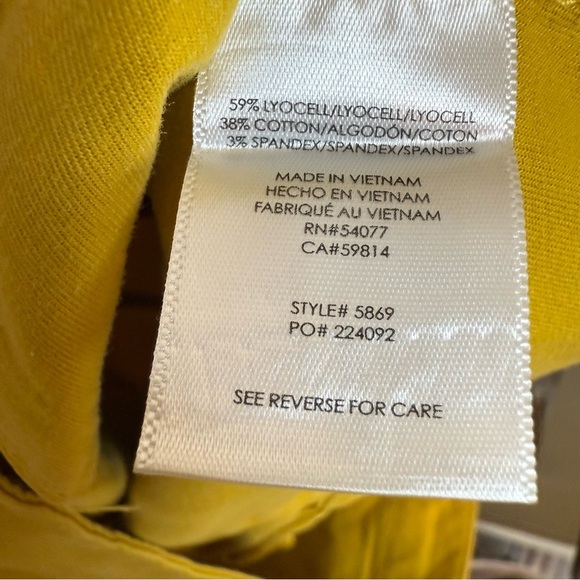 59% LYOCELL/LYOCELL/LYOCELL
38% COTTON/ALGODÓN/COTON
3% SPANDEX/SPANDEX/SPANDEX
MADE IN VIETNAM
HECHO EN VIETNAM
FABRIQUÉ AU VIETNAM
RN#54077
CA#59814
STYLE# 5869
PO# 224092
SEE REVERSE FOR CARE